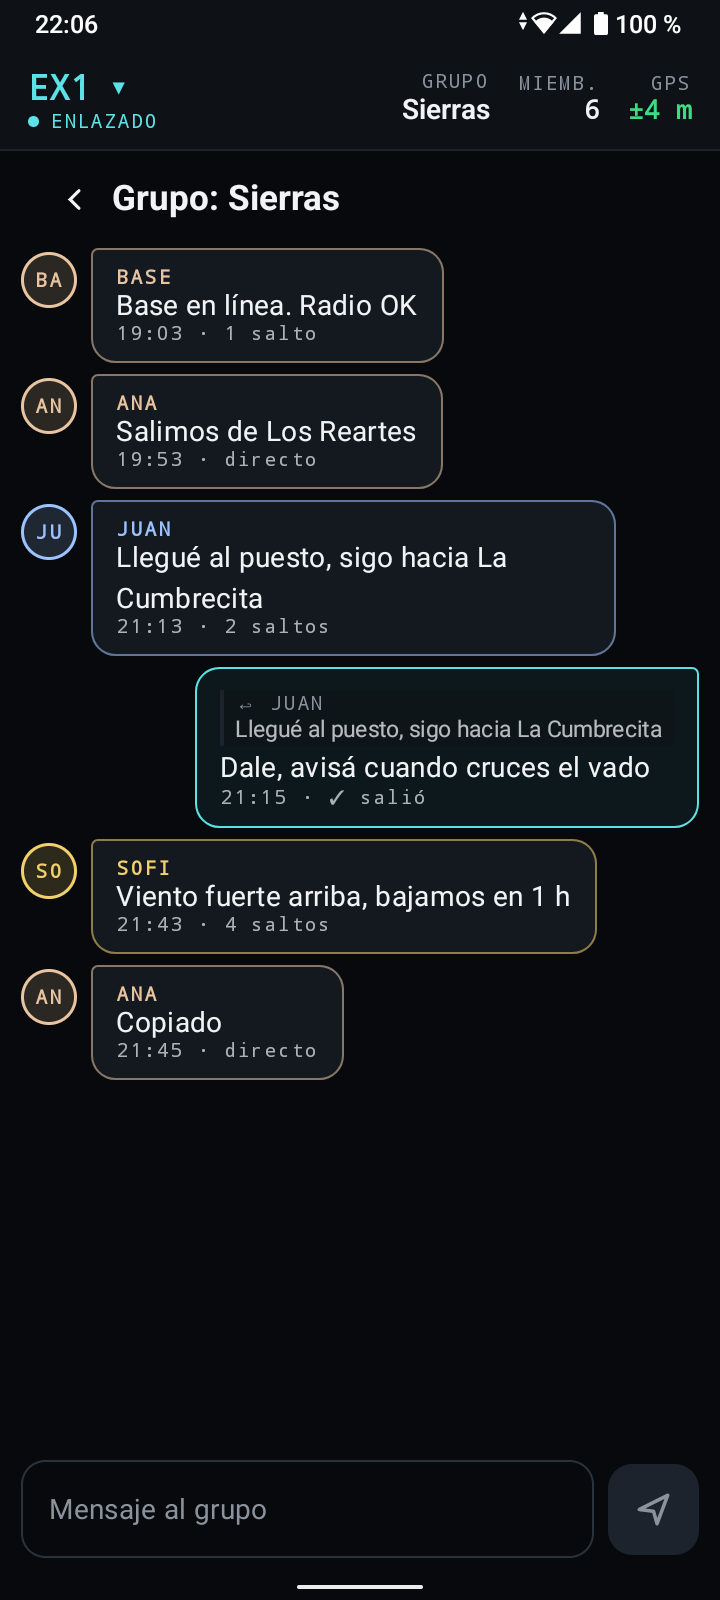 22:06
100 %
EX1 ▼
ENLAZADO
GRUPO
Sierras
MIEMB.
6
GPS
±4 m
Grupo: Sierras
BA
BASE
Base en línea. Radio OK
19:03 · 1 salto
AN
ANA
Salimos de Los Reartes
19:53 · directo
JU
JUAN
Llegué al puesto, sigo hacia La
Cumbrecita
21:13 · 2 saltos
↩ JUAN
Llegué al puesto, sigo hacia La Cumbrecita
Dale, avisá cuando cruces el vado
21:15 · ✓ salió
SO
SOFI
Viento fuerte arriba, bajamos en 1 h
21:43 · 4 saltos
AN
ANA
Copiado
21:45 · directo
Mensaje al grupo